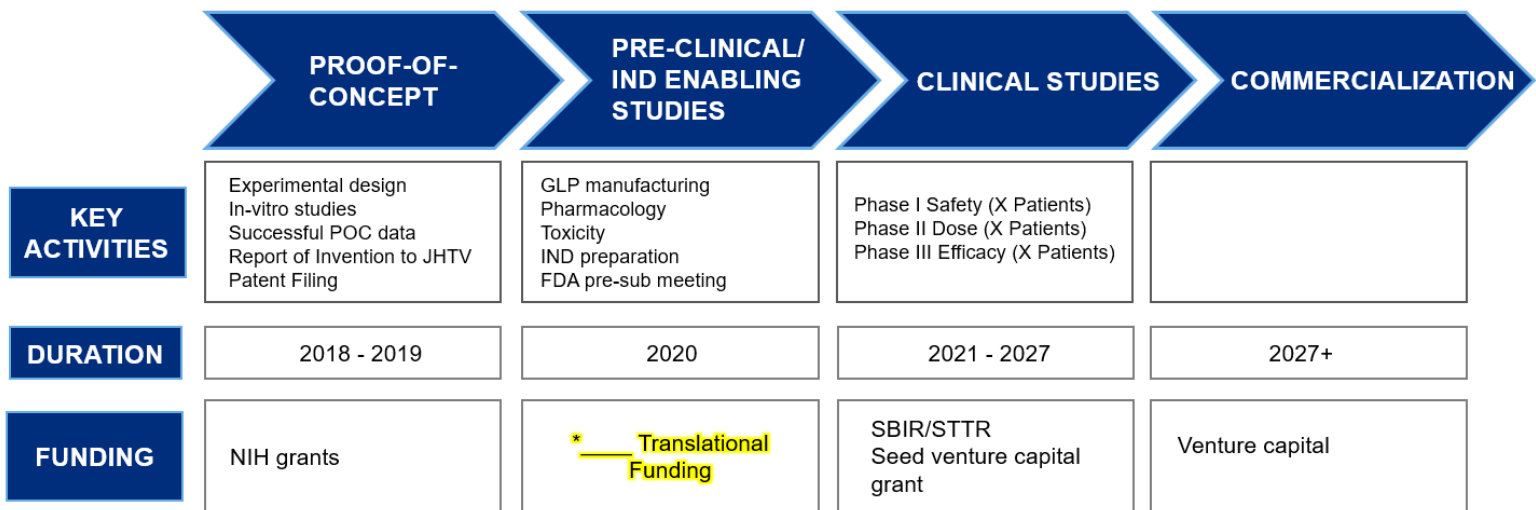 PROOF-OF-
CONCEPT
PRE-CLINICAL/
IND ENABLING
STUDIES
CLINICAL STUDIES
COMMERCIALIZATION
KEY
ACTIVITIES
Experimental design
In-vitro studies
Successful POC data
Report of Invention to JHTV
Patent Filing
GLP manufacturing
Pharmacology
Toxicity
IND preparation
FDA pre-sub meeting
Phase I Safety (X Patients)
Phase II Dose (X Patients)
Phase III Efficacy (X Patients)
DURATION
2018 - 2019
2020
2021 - 2027
2027+
FUNDING
NIH grants
*____ Translational
Funding
SBIR/STTR
Seed venture capital
grant
Venture capital